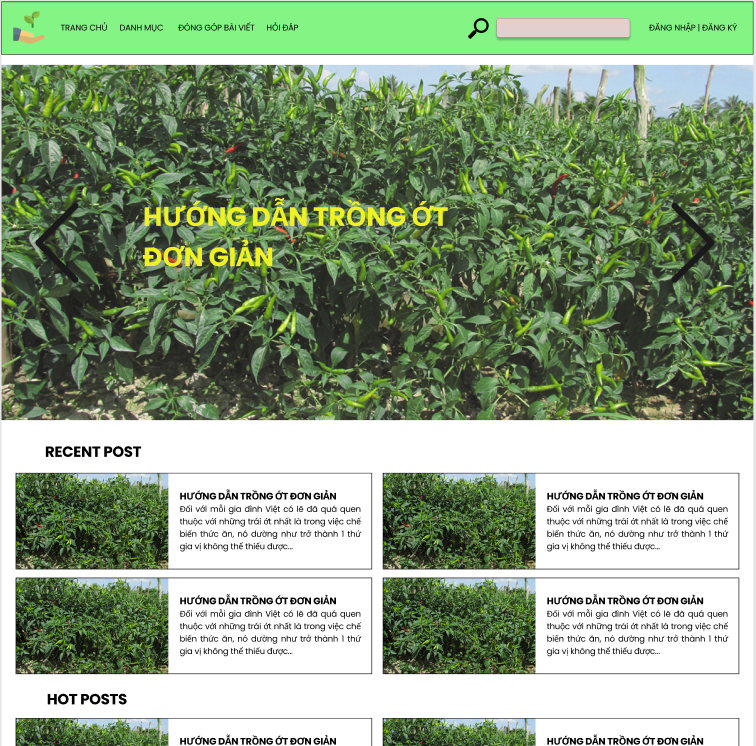 TRANG CHỦ DANH MỤC ĐÓNG GÓP BÀI VIẾT HỎI ĐÁP ĐĂNG NHẬP | ĐĂNG KÝ
HƯỚNG DẪN TRỒNG ỚT
ĐƠN GIẢN
RECENT POST
HƯỚNG DẪN TRỒNG ỚT ĐƠN GIẢN
Đối với mỗi gia đình Việt có lẽ đã quá quen
thuộc với những trái ớt nhất là trong việc chế
biến thức ăn, nó dường như trở thành 1 thứ
gia vị không thể thiếu được...
HƯỚNG DẪN TRỒNG ỚT ĐƠN GIẢN
Đối với mỗi gia đình Việt có lẽ đã quá quen
thuộc với những trái ớt nhất là trong việc chế
biến thức ăn, nó dường như trở thành 1 thứ
gia vị không thể thiếu được...
HƯỚNG DẪN TRỒNG ỚT ĐƠN GIẢN
Đối với mỗi gia đình Việt có lẽ đã quá quen
thuộc với những trái ớt nhất là trong việc chế
biến thức ăn, nó dường như trở thành 1 thứ
gia vị không thể thiếu được...
HƯỚNG DẪN TRỒNG ỚT ĐƠN GIẢN
Đối với mỗi gia đình Việt có lẽ đã quá quen
thuộc với những trái ớt nhất là trong việc chế
biến thức ăn, nó dường như trở thành 1 thứ
gia vị không thể thiếu được...
HOT POSTS
HƯỚNG DẪN TRỒNG ỚT ĐƠN GIẢN
HƯỚNG DẪN TRỒNG ỚT ĐƠN GIẢN